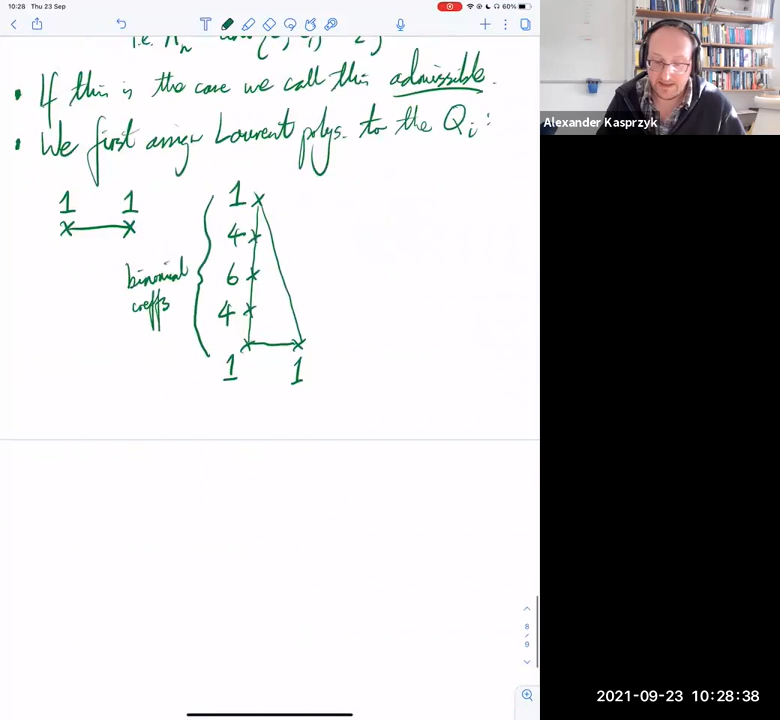 10:28 Thu 23 Sep
60%
• If this is the case we call this admissible.
• We first assign Laurent polys. to the Qi:
1 1
1
4
6
4
1 1
binomial
coeffs
8
/
9
Alexander Kasprzyk
2021-09-23 10:28:38